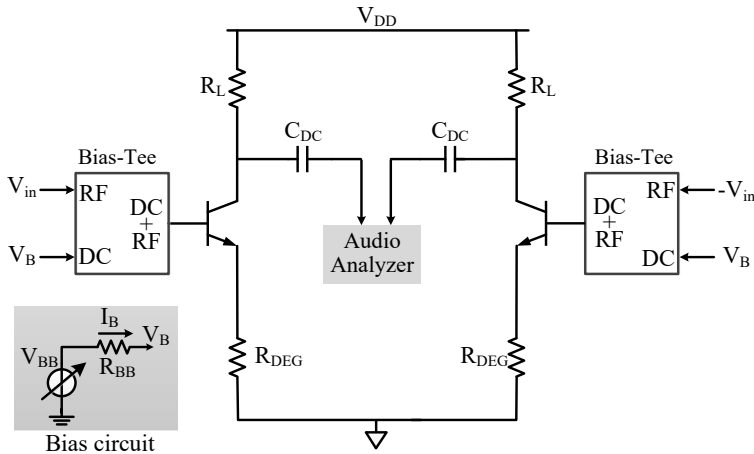 V_DD
R_L
R_L
C_DC
C_DC
Bias-Tee
Bias-Tee
V_in
RF
DC
+
RF
V_B
DC
Audio
Analyzer
DC
+
RF
RF
-V_in
DC
V_B
I_B
V_B
V_BB
R_BB
Bias circuit
R_DEG
R_DEG